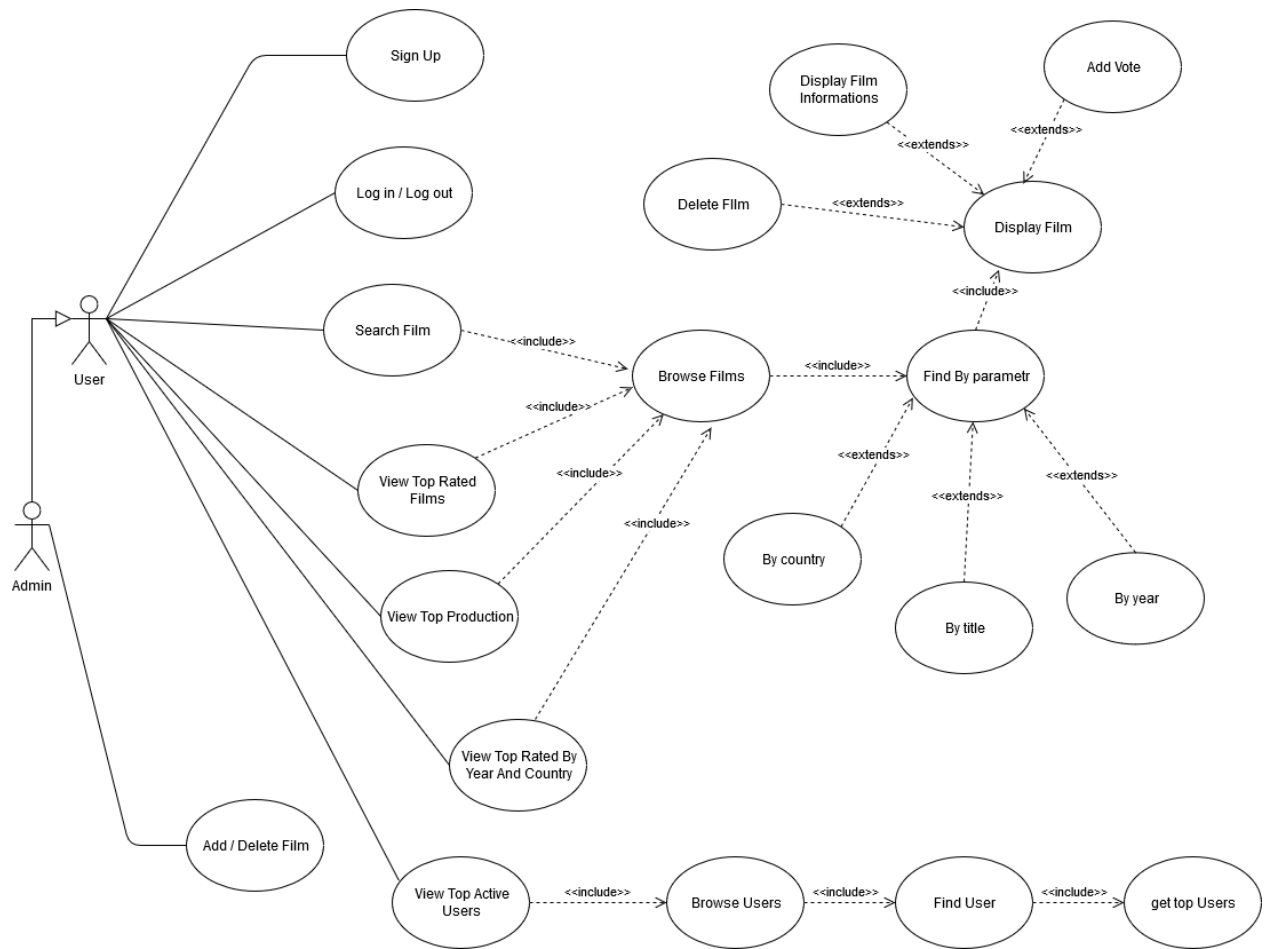 Sign Up
Display Film
Informations
Add Vote
<<extends>>
<<extends>>
Log in / Log out
Delete FIlm
<<extends>>
Display Film
<<include>>
User
Search Film
<<include>>
Browse Films
<<include>>
Find By parametr
<<include>>
<<extends>>
View Top Rated
Films
<<include>>
<<extends>>
<<extends>>
<<include>>
Admin
By country
By title
By year
View Top Production
View Top Rated By
Year And Country
Add / Delete Film
View Top Active
Users
<<include>>
Browse Users
<<include>>
Find User
<<include>>
get top Users